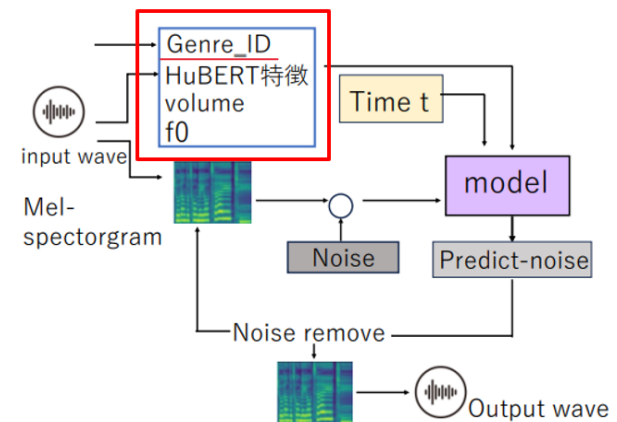 Genre_ID
HuBERT特徴
volume
f0
Time t
input wave
model
Mel-
spectorgram
Noise
Predict-noise
Noise remove
Output wave